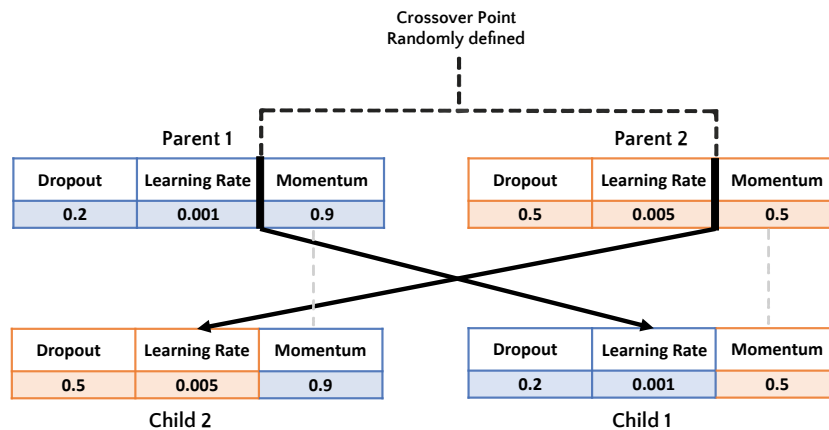 Crossover Point
Randomly defined
Parent 1
Parent 2
Dropout Learning Rate Momentum
0.2 0.001 0.9
Dropout Learning Rate Momentum
0.5 0.005 0.5
Dropout Learning Rate Momentum
0.5 0.005 0.9
Dropout Learning Rate Momentum
0.2 0.001 0.5
Child 2
Child 1